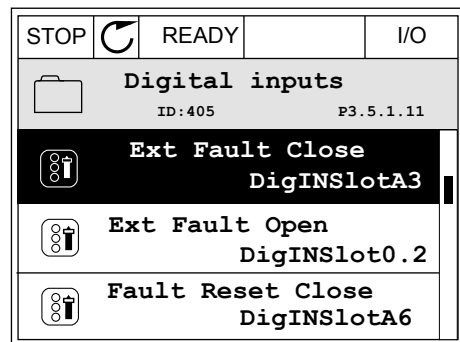 STOP READY I/O
Digital inputs
ID:405 P3.5.1.11
Ext Fault Close
DigINSlotA3
Ext Fault Open
DigINSlot0.2
Fault Reset Close
DigINSlotA6